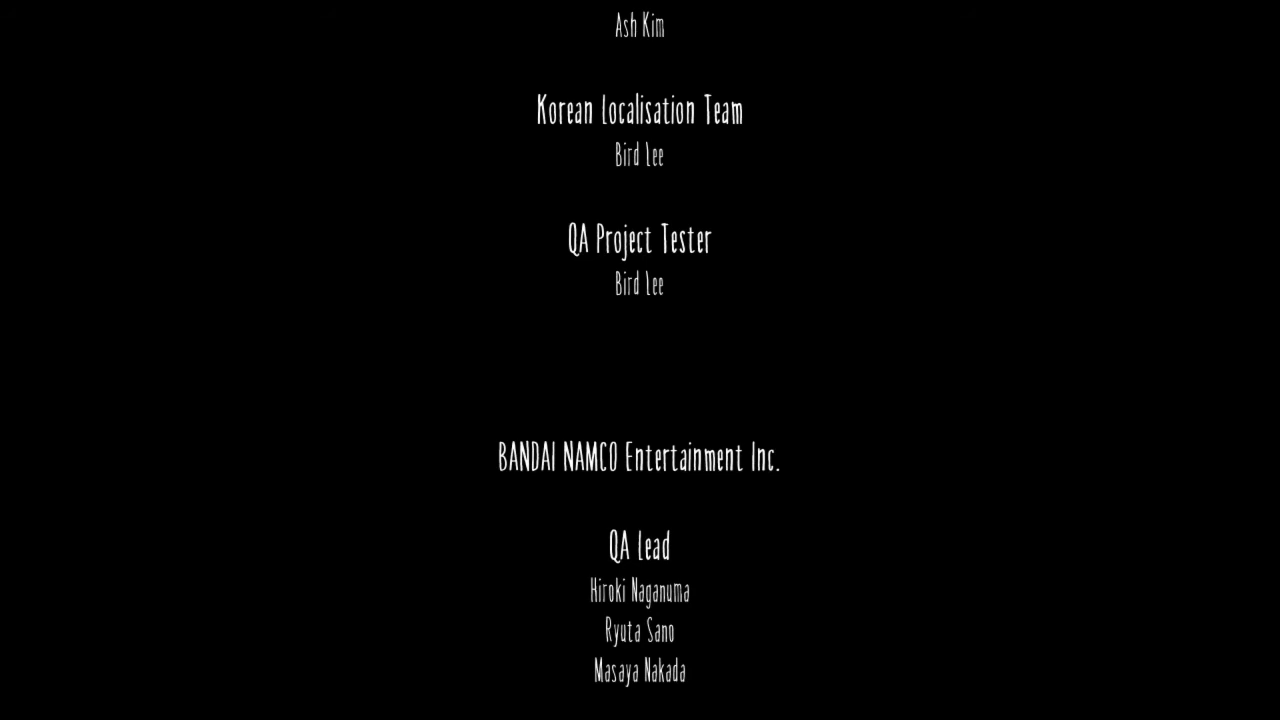 Ash Kim
Korean Localisation Team
Bird Lee
QA Project Tester
Bird Lee
BANDAI NAMCO Entertainment Inc.
QA Lead
Hiroki Naganuma
Ryuta Sano
Masaya Nakada